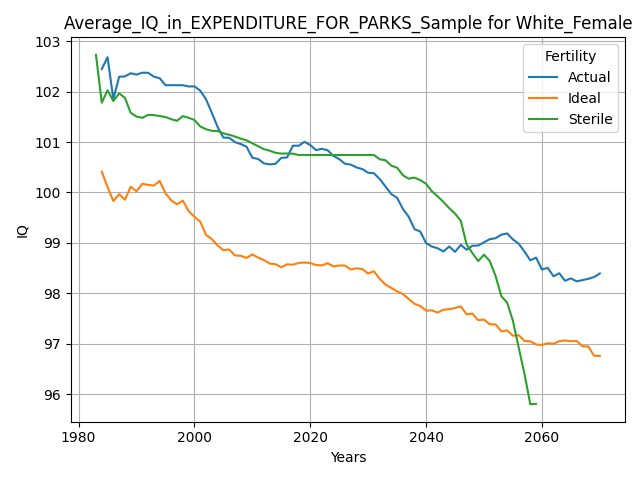 Average_IQ_in_EXPENDITURE_FOR_PARKS_Sample for White_Female
103
102
101
100
99
98
97
96
IQ
Fertility
Actual
Ideal
Sterile
1980
2000
2020
2040
2060
Years